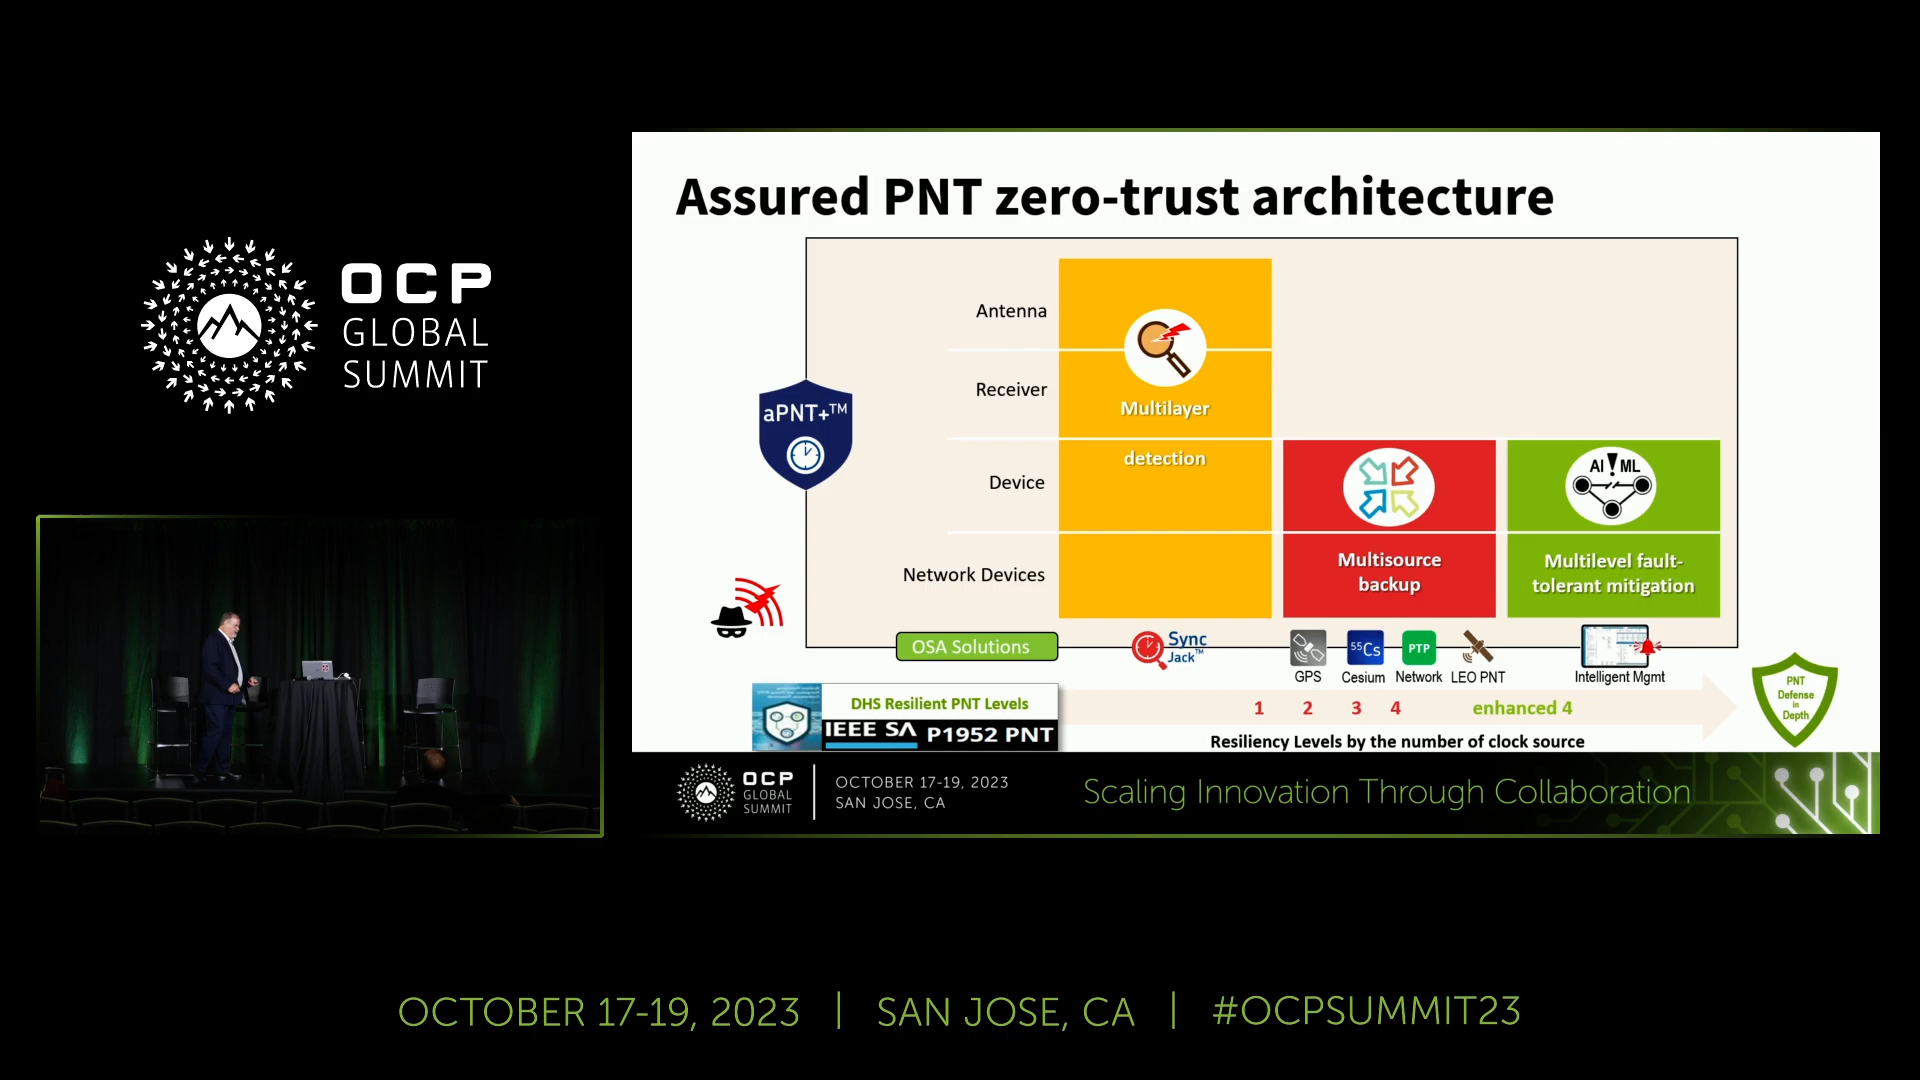 OCP
GLOBAL
SUMMIT
Assured PNT zero-trust architecture
Antenna
Receiver
Multilayer
detection
Device
Network Devices
aPNT+™
AI ML
Multisource
backup
Multilevel fault-
tolerant mitigation
OSA Solutions
Sync
Jack™
55Cs
PTP
GPS
Cesium
Network
LEO PNT
Intelligent Mgmt
DHS Resilient PNT Levels
IEEE SA P1952 PNT
1 2 3 4 enhanced 4
Resiliency Levels by the number of clock source
PNT
Defense
in
Depth
OCP
GLOBAL
SUMMIT
OCTOBER 17-19, 2023
SAN JOSE, CA
Scaling Innovation Through Collaboration
OCTOBER 17-19, 2023 | SAN JOSE, CA | #OCPSUMMIT23